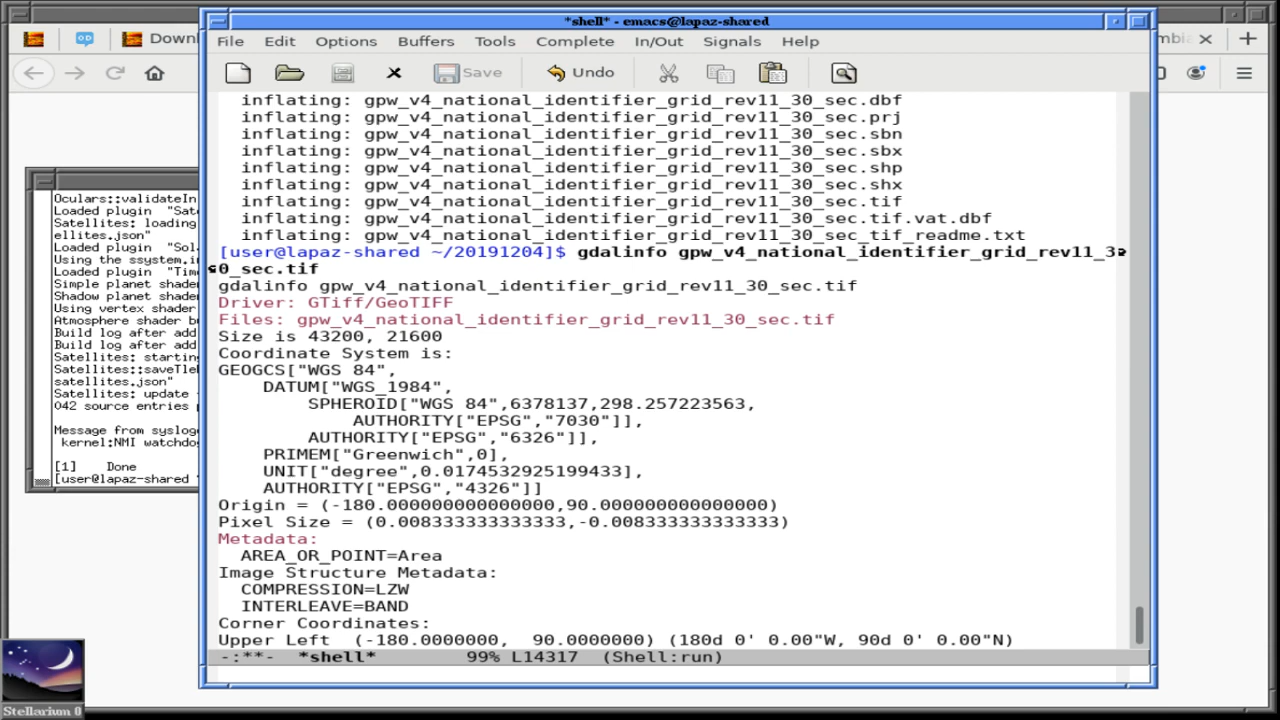 *shell* - emacs@lapaz-shared
File Edit Options Buffers Tools Complete In/Out Signals Help
Save Undo
Downl
inflating: gpw_v4_national_identifier_grid_rev11_30_sec.dbf
inflating: gpw_v4_national_identifier_grid_rev11_30_sec.prj
inflating: gpw_v4_national_identifier_grid_rev11_30_sec.sbn
inflating: gpw_v4_national_identifier_grid_rev11_30_sec.sbx
inflating: gpw_v4_national_identifier_grid_rev11_30_sec.shp
inflating: gpw_v4_national_identifier_grid_rev11_30_sec.shx
inflating: gpw_v4_national_identifier_grid_rev11_30_sec.tif
inflating: gpw_v4_national_identifier_grid_rev11_30_sec.tif.vat.dbf
inflating: gpw_v4_national_identifier_grid_rev11_30_sec_tif_readme.txt
[user@lapaz-shared ~/20191204]$ gdalinfo gpw_v4_national_identifier_grid_rev11_3
0_sec.tif
gdalinfo gpw_v4_national_identifier_grid_rev11_30_sec.tif
Driver: GTiff/GeoTIFF
Files: gpw_v4_national_identifier_grid_rev11_30_sec.tif
Size is 43200, 21600
Coordinate System is:
GEOGCS["WGS 84",
DATUM["WGS_1984",
SPHEROID["WGS 84",6378137,298.257223563,
AUTHORITY["EPSG","7030"]],
AUTHORITY["EPSG","6326"]],
PRIMEM["Greenwich",0],
UNIT["degree",0.0174532925199433],
AUTHORITY["EPSG","4326"]]
Origin = (-180.000000000000000,90.000000000000000)
Pixel Size = (0.008333333333333,-0.008333333333333)
Metadata:
AREA_OR_POINT=Area
Image Structure Metadata:
COMPRESSION=LZW
INTERLEAVE=BAND
Corner Coordinates:
Upper Left (-180.0000000, 90.0000000) (180d 0' 0.00"W, 90d 0' 0.00"N)
-:**- *shell* 99% L14317 (Shell:run)
Oculars::validateIn
Loaded plugin "Sat
Satellites: loading
ellites.json"
Loaded plugin "Sol
Using the ssystem.i
Loaded plugin "Tim
Simple planet shade
Shadow planet shade
Using vertex shader
Atmosphere shader b
Build log after add
Build log after add
Satellites: startin
Satellites::saveTle
satellites.json"
Satellites: update
042 source entries
Message from syslog
kernel:NMI watchdo
[1] Done
[user@lapaz-shared
Stellarium 0